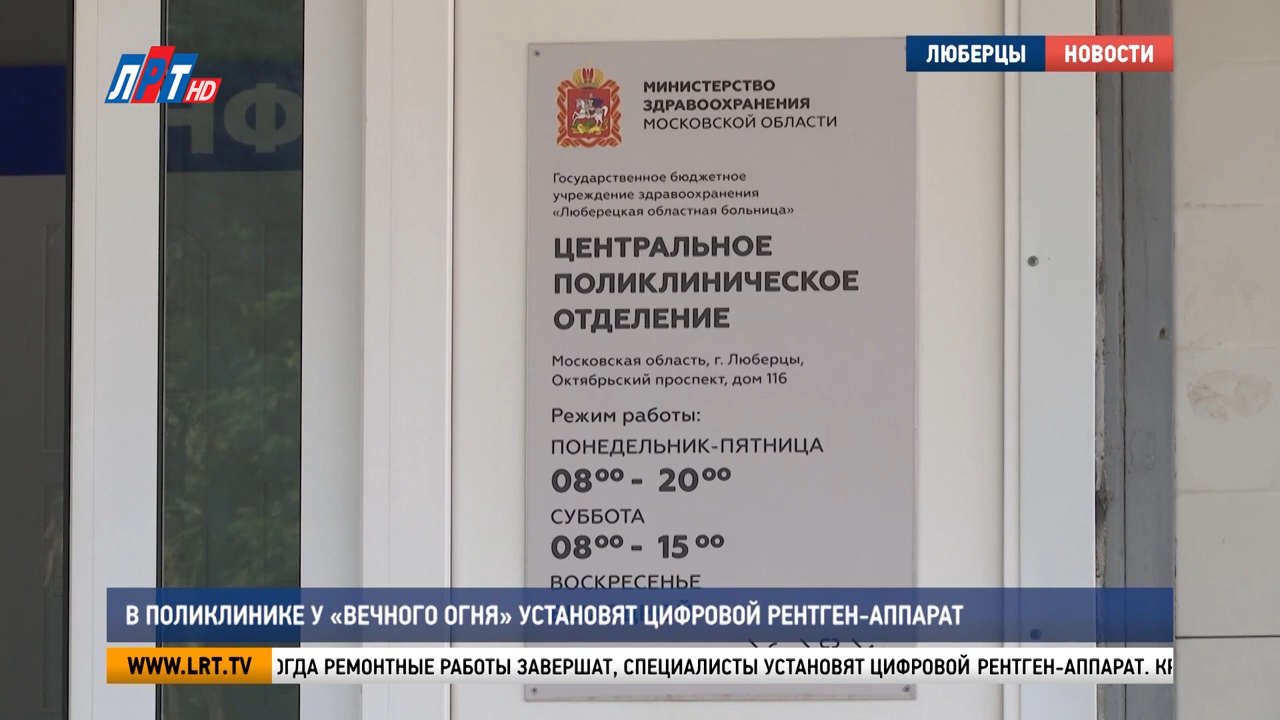 ЛРТ HD
ЛЮБЕРЦЫ НОВОСТИ
НФ
МИНИСТЕРСТВО
ЗДРАВООХРАНЕНИЯ
МОСКОВСКОЙ ОБЛАСТИ
Государственное бюджетное
учреждение здравоохранения
«Люберецкая областная больница»
ЦЕНТРАЛЬНОЕ
ПОЛИКЛИНИЧЕСКОЕ
ОТДЕЛЕНИЕ
Московская область, г. Люберцы,
Октябрьский проспект, дом 116
Режим работы:
ПОНЕДЕЛЬНИК-ПЯТНИЦА
08⁰⁰ - 20⁰⁰
СУББОТА
08⁰⁰ - 15⁰⁰
ВОСКРЕСЕНЬЕ
В ПОЛИКЛИНИКЕ У «ВЕЧНОГО ОГНЯ» УСТАНОВЯТ ЦИФРОВОЙ РЕНТГЕН-АППАРАТ
WWW.LRT.TV
ОГДА РЕМОНТНЫЕ РАБОТЫ ЗАВЕРШАТ, СПЕЦИАЛИСТЫ УСТАНОВЯТ ЦИФРОВОЙ РЕНТГЕН-АППАРАТ. К